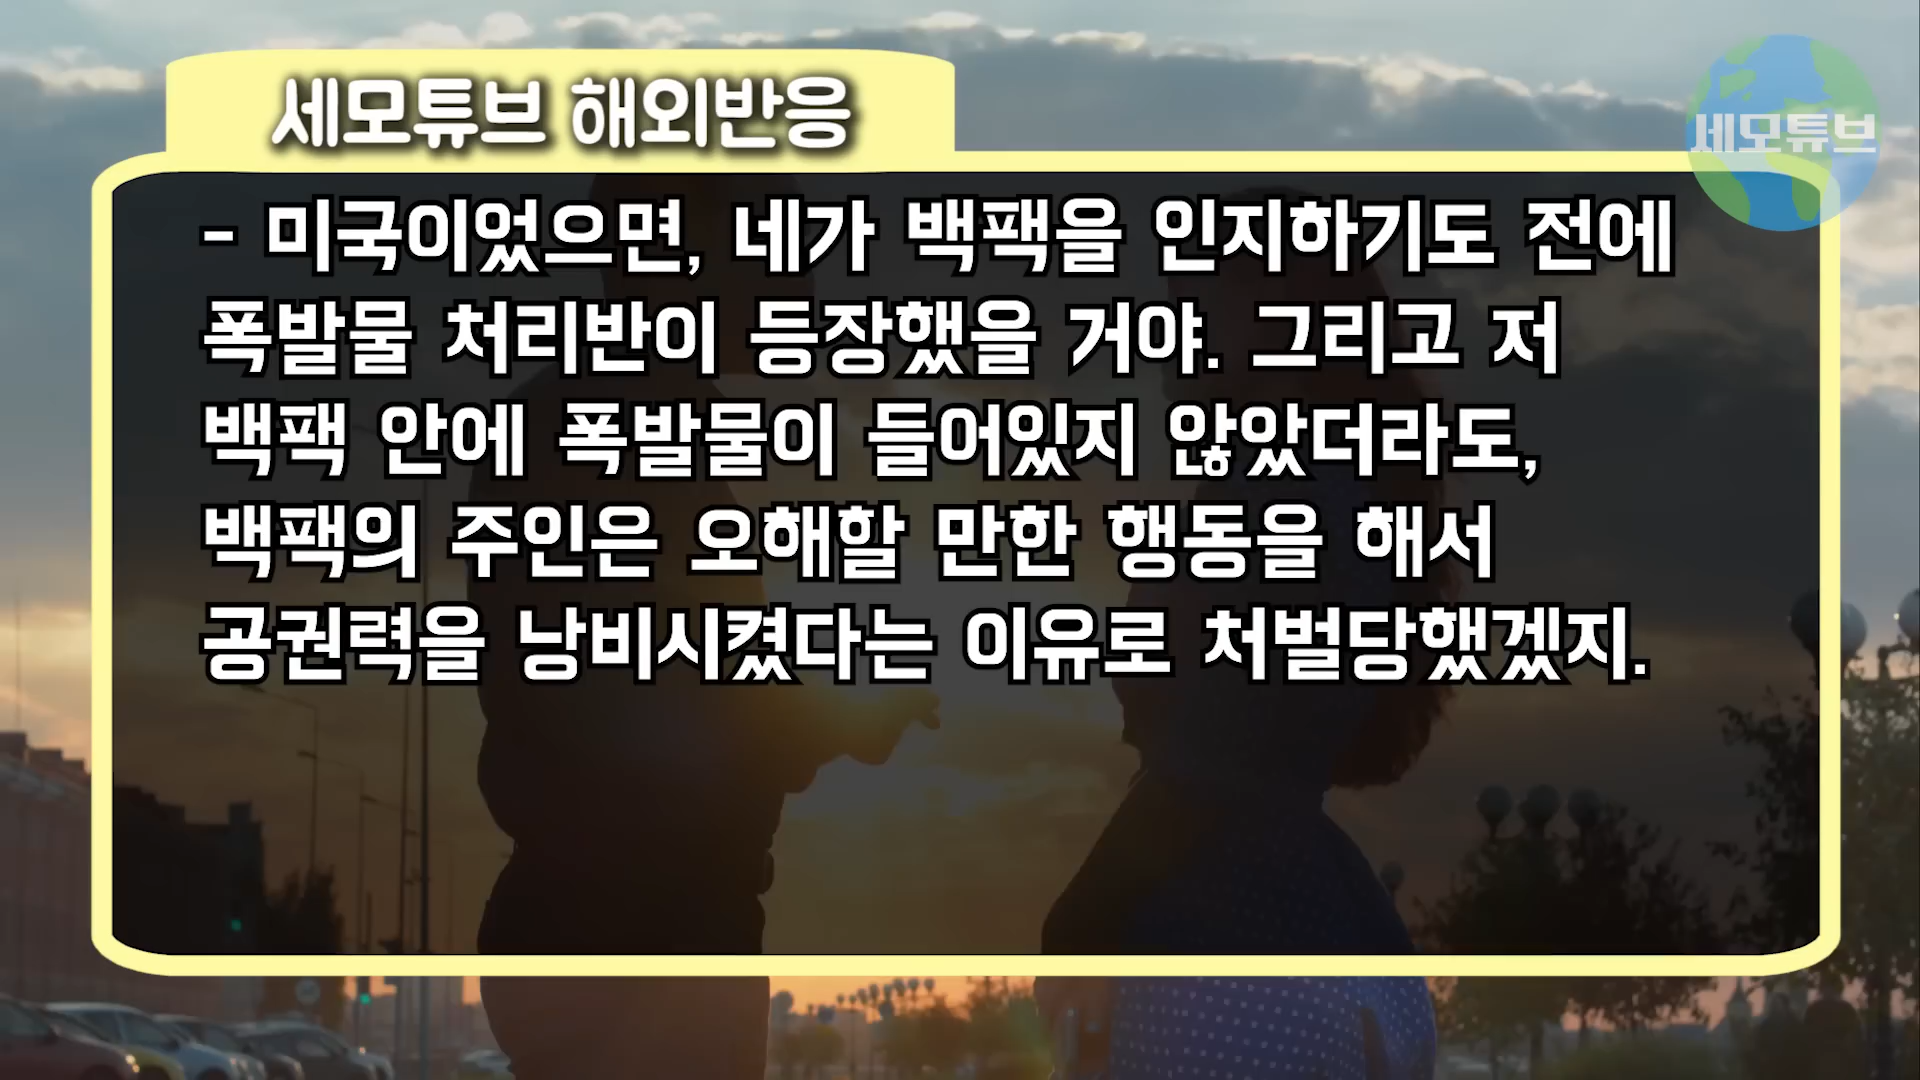 세모튜브 해외반응
세모튜브
- 미국이었으면, 네가 백팩을 인지하기도 전에
폭발물 처리반이 등장했을 거야. 그리고 저
백팩 안에 폭발물이 들어있지 않았더라도,
백팩의 주인은 오해할 만한 행동을 해서
공권력을 낭비시켰다는 이유로 처벌당했겠지.